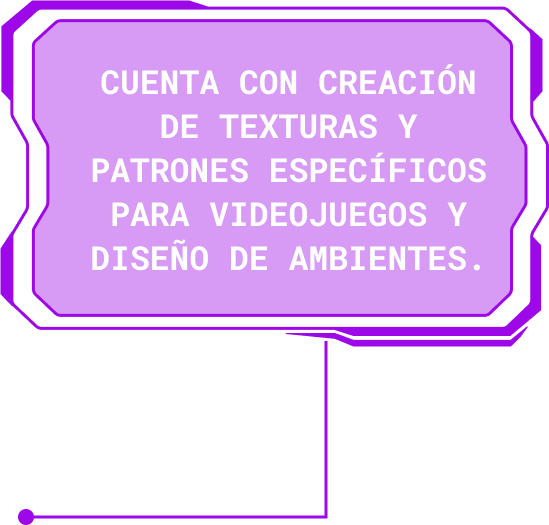 CUENTA CON CREACIÓN
DE TEXTURAS Y
PATRONES ESPECÍFICOS
PARA VIDEOJUEGOS Y
DISEÑO DE AMBIENTES.